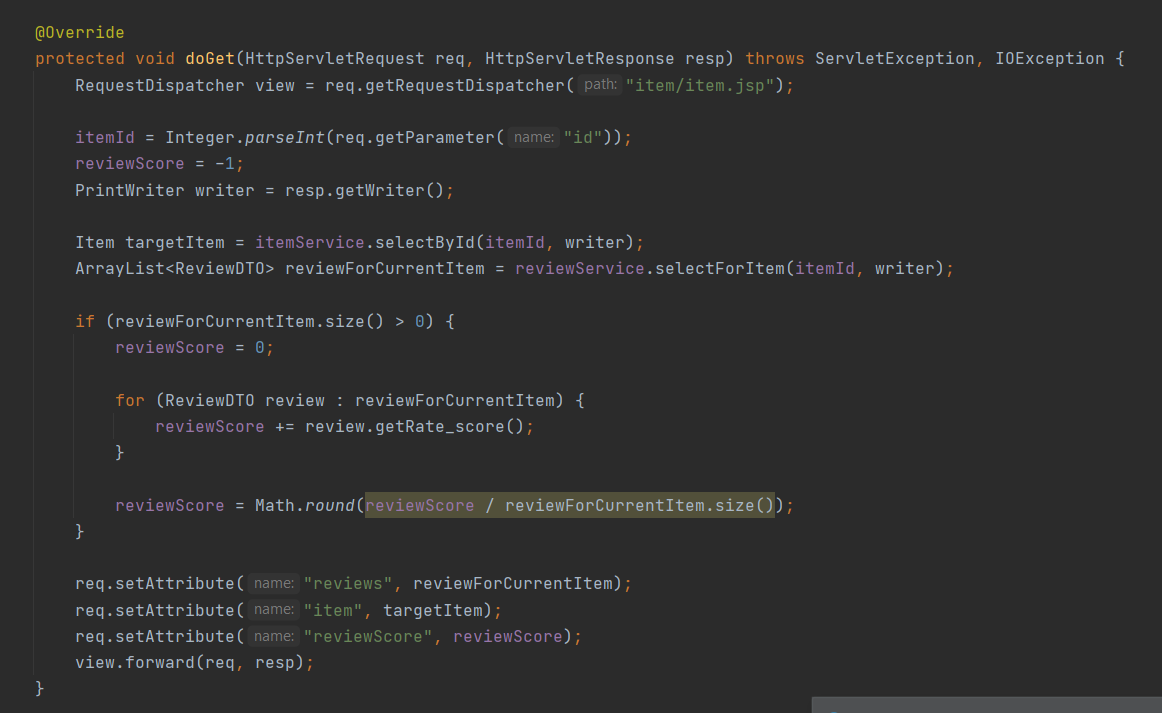 @Override
protected void doGet(HttpServletRequest req, HttpServletResponse resp) throws ServletException, IOException {
RequestDispatcher view = req.getRequestDispatcher( path: "item/item.jsp");
itemId = Integer.parseInt(req.getParameter( name: "id"));
reviewScore = -1;
PrintWriter writer = resp.getWriter();
Item targetItem = itemService.selectById(itemId, writer);
ArrayList<ReviewDTO> reviewForCurrentItem = reviewService.selectForItem(itemId, writer);
if (reviewForCurrentItem.size() > 0) {
reviewScore = 0;
for (ReviewDTO review : reviewForCurrentItem) {
reviewScore += review.getRate_score();
}
reviewScore = Math.round(reviewScore / reviewForCurrentItem.size());
}
req.setAttribute( name: "reviews", reviewForCurrentItem);
req.setAttribute( name: "item", targetItem);
req.setAttribute( name: "reviewScore", reviewScore);
view.forward(req, resp);
}